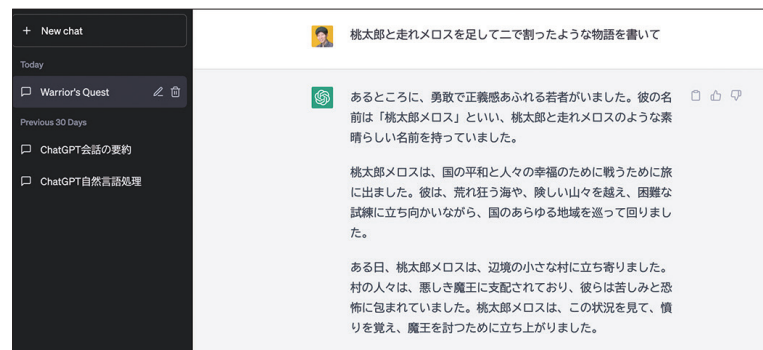 + New chat
Today
Warrior's Quest
Previous 30 Days
ChatGPT会話の要約
ChatGPT自然言語処理
桃太郎と走れメロスを足して二で割ったような物語を書いて
あるところに、勇敢で正義感あふれる若者がいました。彼の名
前は「桃太郎メロス」といい、桃太郎と走れメロスのような素
晴らしい名前を持っていました。
桃太郎メロスは、国の平和と人々の幸福のために戦うために旅
に出ました。彼は、荒れ狂う海や、険しい山々を越え、困難な
試練に立ち向かいながら、国のあらゆる地域を巡って回りまし
た。
ある日、桃太郎メロスは、辺境の小さな村に立ち寄りました。
村の人々は、悪しき魔王に支配されており、彼らは苦しみと恐
怖に包まれていました。桃太郎メロスは、この状況を見て、憤
りを覚え、魔王を討つために立ち上がりました。